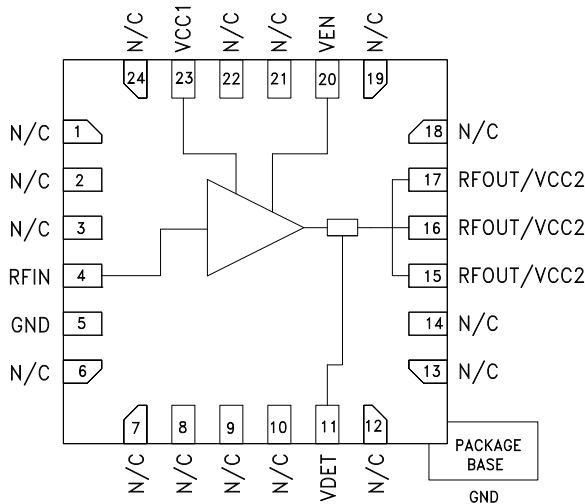 N/C VCC1 N/C N/C VEN N/C
24 23 22 21 20 19
N/C 1
N/C 2
N/C 3
RFIN 4
GND 5
N/C 6
18 N/C
17 RFOUT/VCC2
16 RFOUT/VCC2
15 RFOUT/VCC2
14 N/C
13 N/C
7 8 9 10 11 12
N/C N/C N/C N/C VDET N/C
PACKAGE
BASE
GND